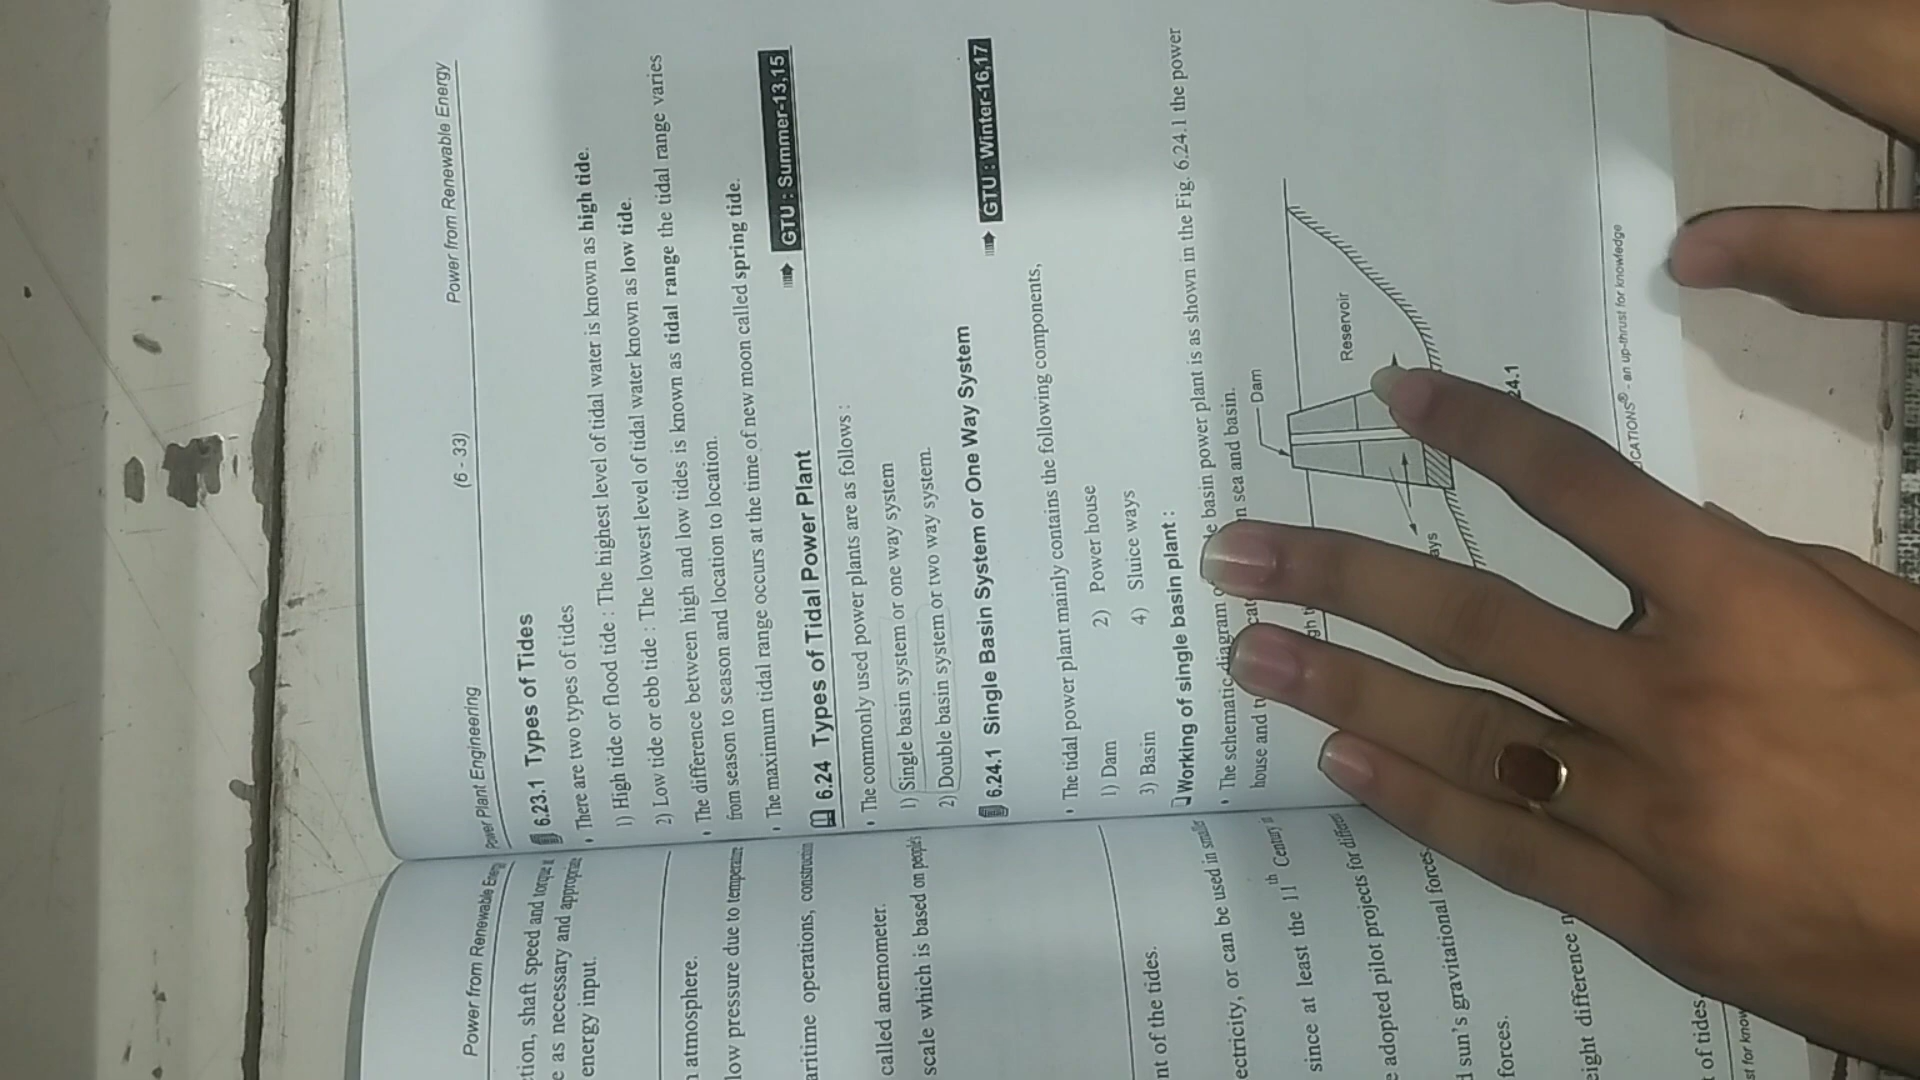 Power from Renewable Energy
ction, shaft speed and torque
e as necessary and appropriate
energy input.
atmosphere.
low pressure due to temperature
aritime operations, construction
called anemometer.
scale which is based on people's
nt of the tides.
ectricity, or can be used in smaller
since at least the 11th Century
e adopted pilot projects for
d sun's gravitational forces.
forces.
eight difference
of tides
st for know
Power Plant Engineering (6 - 33) Power from Renewable Energy
6.23.1 Types of Tides
• There are two types of tides
1) High tide or flood tide : The highest level of tidal water is known as high tide.
2) Low tide or ebb tide : The lowest level of tidal water known as low tide.
• The difference between high and low tides is known as tidal range the tidal range varies
from season to season and location to location.
• The maximum tidal range occurs at the time of new moon called spring tide.
6.24 Types of Tidal Power Plant GTU : Summer-13,15
• The commonly used power plants are as follows :
1) Single basin system or one way system
2) Double basin system or two way system.
6.24.1 Single Basin System or One Way System GTU : Winter-16,17
• The tidal power plant mainly contains the following components,
1) Dam 2) Power house
3) Basin 4) Sluice ways
Working of single basin plant :
• The schematic diagram basin power plant is as shown in the Fig. 6.24.1 the power
house and sea and basin.
Dam
Reservoir
ays
24.1
CATIONS® - an up-thrust for knowledge